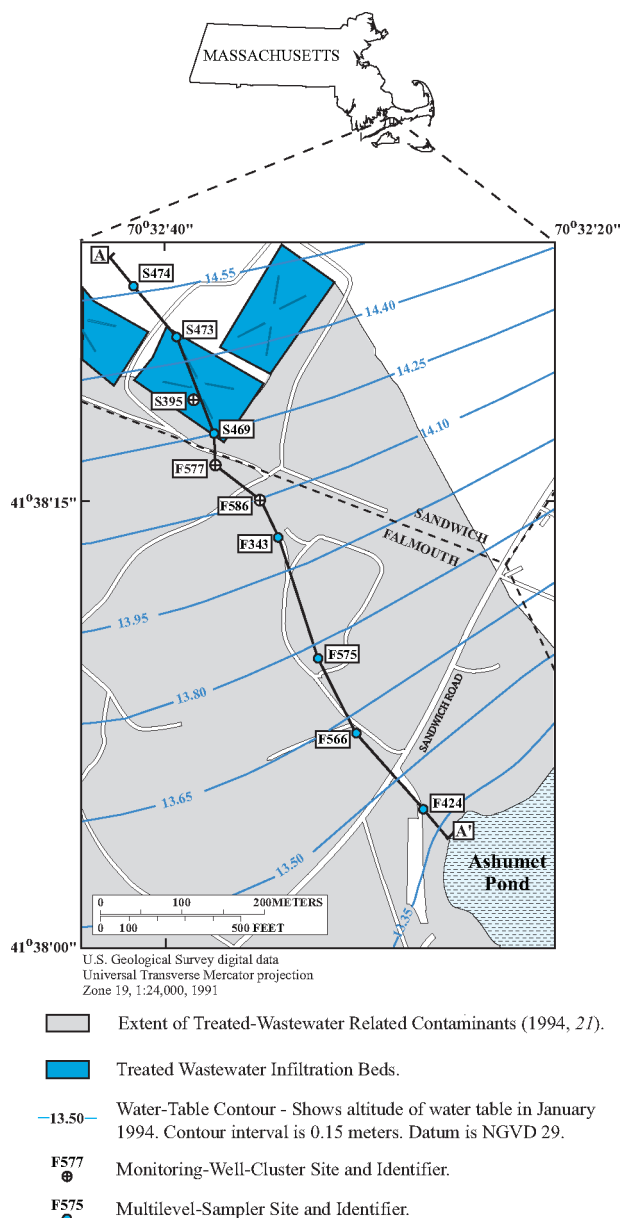 MASSACHUSETTS
70°32'40"
70°32'20"
A
S474
14.55
14.40
S473
14.25
S395
S469
14.10
F577
41°38'15"
F586
SANDWICH
F343
FALMOUTH
13.95
F575
13.80
SANDWICH ROAD
F566
13.65
F424
A'
Ashumet
Pond
13.50
0 100 200METERS
0 100 500 FEET
13.35
41°38'00"
U.S. Geological Survey digital data
Universal Transverse Mercator projection
Zone 19, 1:24,000, 1991
Extent of Treated-Wastewater Related Contaminants (1994, 21).
Treated Wastewater Infiltration Beds.
13.50 Water-Table Contour - Shows altitude of water table in January
1994. Contour interval is 0.15 meters. Datum is NGVD 29.
F577
Monitoring-Well-Cluster Site and Identifier.
F575
Multilevel-Sampler Site and Identifier.